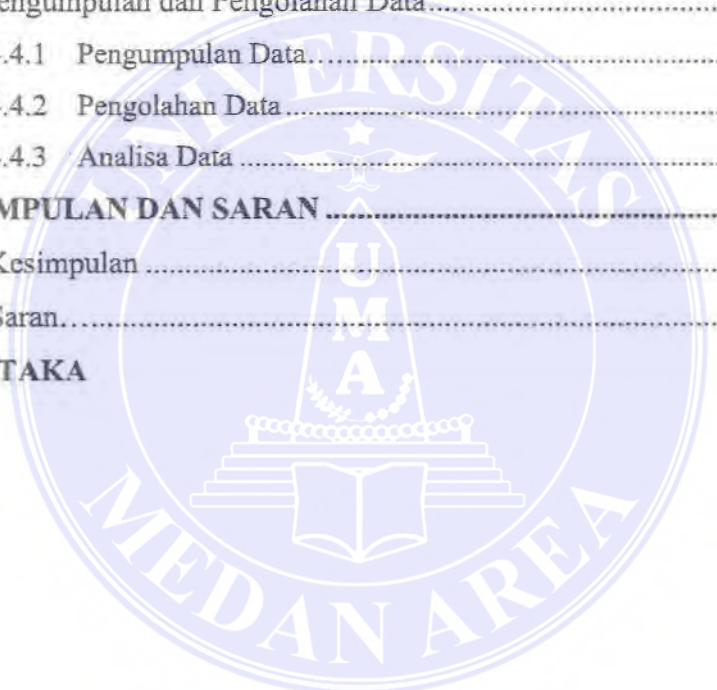 engumpulan dan Pengolahan Data
.4.1 Pengumpulan Data
.4.2 Pengolahan Data
.4.3 Analisa Data
MPULAN DAN SARAN
Kesimpulan
Saran
TAKA
UNIVERSITAS
UMA
MEDAN AREA